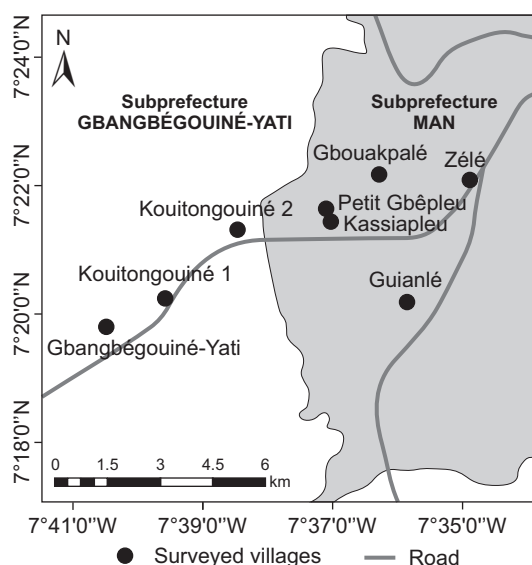 N
7°24'0"N
7°22'0"N
7°20'0"N
7°18'0"N
Subprefecture
GBANGBÉGOUINÉ-YATI
Subprefecture
MAN
Gbouakpalé
Zélé
Petit Gbêpleu
Kassiapleu
Kouitongouiné 2
Kouitongouiné 1
Guianlé
Gbangbégouiné-Yati
0 1.5 3 4.5 6
km
7°41'0"W 7°39'0"W 7°37'0"W 7°35'0"W
Surveyed villages Road